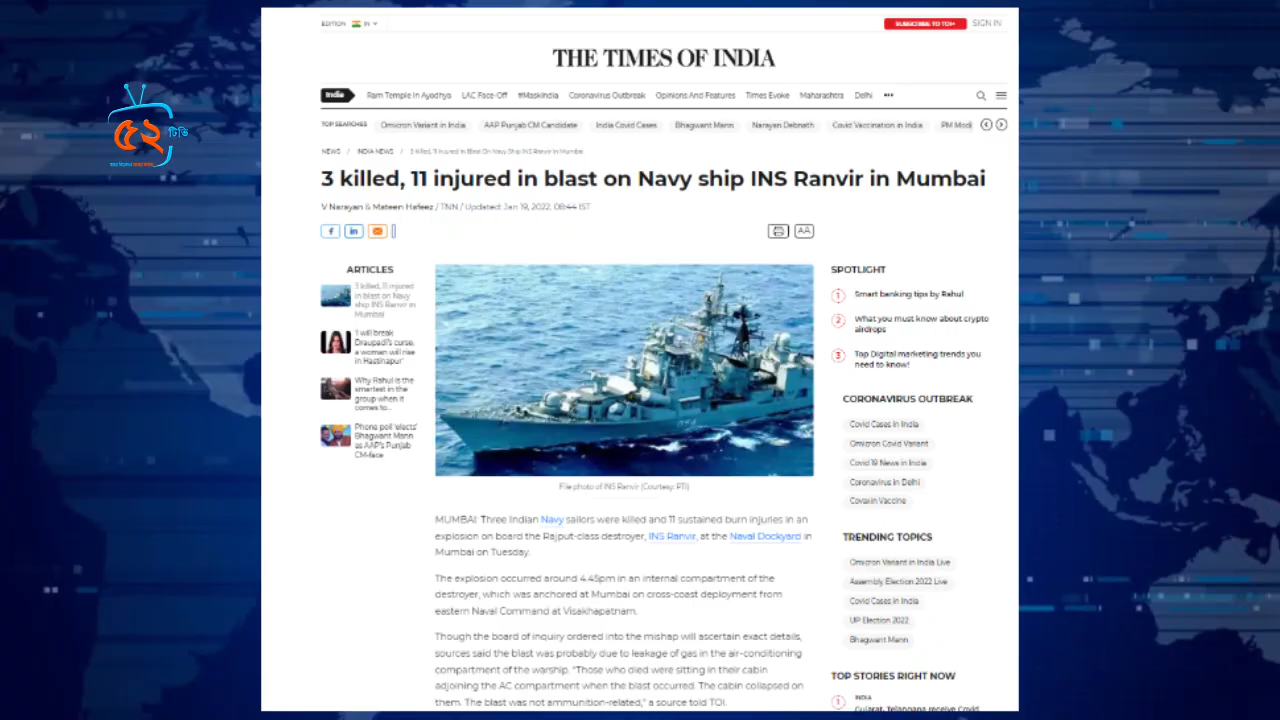 EDITION IN
SUBSCRIBE TO TOI+ SIGN IN
THE TIMES OF INDIA
India Ram Temple In Ayodhya LAC Face-Off #MaskIndia Coronavirus Outbreak Opinions And Features Times Evoke Maharashtra Delhi •••
TOP SEARCHES Omicron Variant in India AAP Punjab CM Candidate India Covid Cases Bhagwant Mann Narayan Debnath Covid Vaccination in India PM Modi
NEWS / INDIA NEWS / 3 Killed, 11 Injured In Blast On Navy Ship INS Ranvir In Mumbai
৫২ টিভি
3 killed, 11 injured in blast on Navy ship INS Ranvir in Mumbai
V Narayan & Mateen Hafeez / TNN / Updated: Jan 19, 2022, 08:44 IST
f in
AA
ARTICLES
3 killed, 11 injured
in blast on Navy
ship INS Ranvir in
Mumbai
'I will break
Draupadi's curse,
a woman will rise
in Hastinapur'
Why Rahul is the
smartest in the
group when it
comes to...
Phone poll 'elects'
Bhagwant Mann
as AAP's Punjab
CM-face
D54
File photo of INS Ranvir (Courtesy: PTI)
MUMBAI: Three Indian Navy sailors were killed and 11 sustained burn injuries in an
explosion on board the Rajput-class destroyer, INS Ranvir, at the Naval Dockyard in
Mumbai on Tuesday.
The explosion occurred around 4.45pm in an internal compartment of the
destroyer, which was anchored at Mumbai on cross-coast deployment from
eastern Naval Command at Visakhapatnam.
Though the board of inquiry ordered into the mishap will ascertain exact details,
sources said the blast was probably due to leakage of gas in the air-conditioning
compartment of the warship. "Those who died were sitting in their cabin
adjoining the AC compartment when the blast occurred. The cabin collapsed on
them. The blast was not ammunition-related," a source told TOI.
SPOTLIGHT
1 Smart banking tips by Rahul
2 What you must know about crypto
airdrops
3 Top Digital marketing trends you
need to know!
CORONAVIRUS OUTBREAK
Covid Cases in India
Omicron Covid Variant
Covid 19 News in India
Coronavirus in Delhi
Covaxin Vaccine
TRENDING TOPICS
Omicron Variant in India Live
Assembly Election 2022 Live
Covid Cases in India
UP Election 2022
Bhagwant Mann
TOP STORIES RIGHT NOW
1 INDIA
Gujarat, Telangana receive Covid